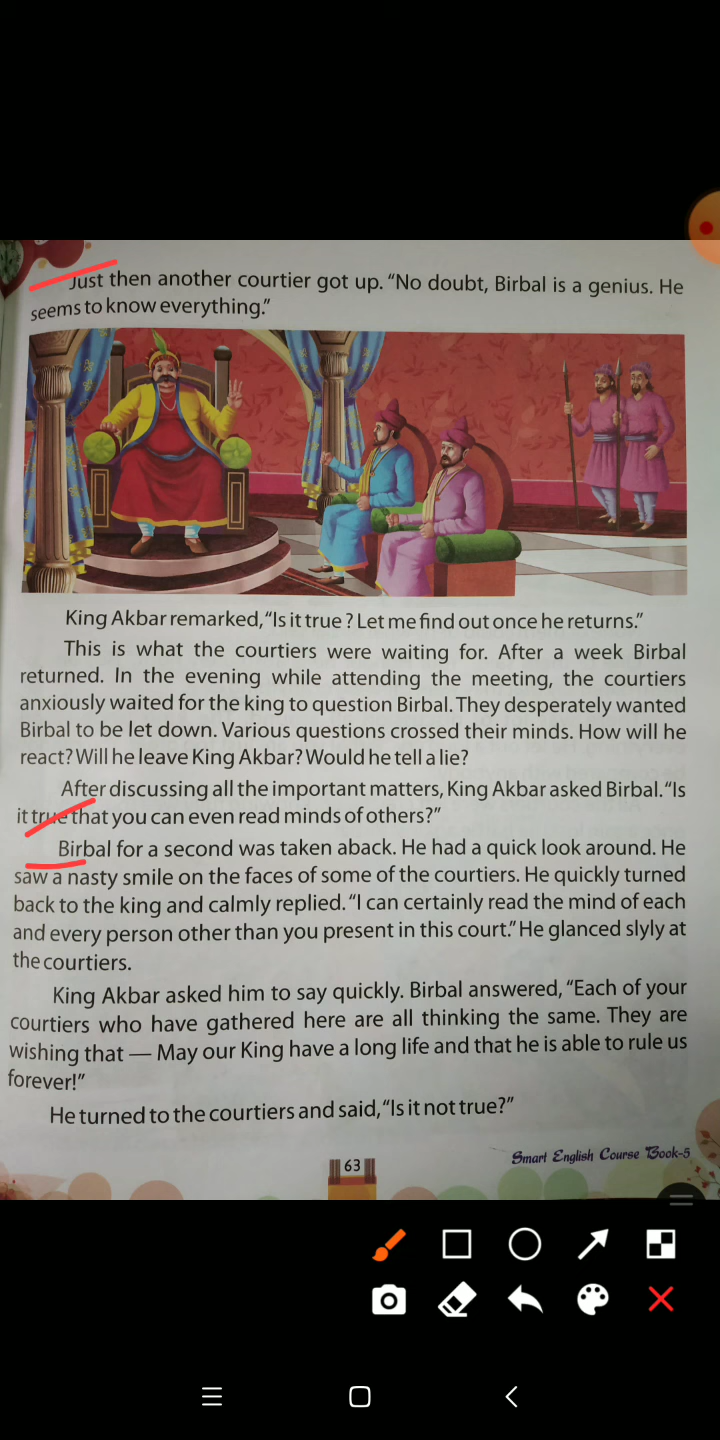 Just then another courtier got up. “No doubt, Birbal is a genius. He
seems to know everything.”
King Akbar remarked, “Is it true ? Let me find out once he returns.”
This is what the courtiers were waiting for. After a week Birbal
returned. In the evening while attending the meeting, the courtiers
anxiously waited for the king to question Birbal. They desperately wanted
Birbal to be let down. Various questions crossed their minds. How will he
react? Will he leave King Akbar? Would he tell a lie?
After discussing all the important matters, King Akbar asked Birbal. “Is
it true that you can even read minds of others?”
Birbal for a second was taken aback. He had a quick look around. He
saw a nasty smile on the faces of some of the courtiers. He quickly turned
back to the king and calmly replied. “I can certainly read the mind of each
and every person other than you present in this court.” He glanced slyly at
the courtiers.
King Akbar asked him to say quickly. Birbal answered, “Each of your
courtiers who have gathered here are all thinking the same. They are
wishing that — May our King have a long life and that he is able to rule us
forever!”
He turned to the courtiers and said, “Is it not true?”
63
Smart English Course Book-5